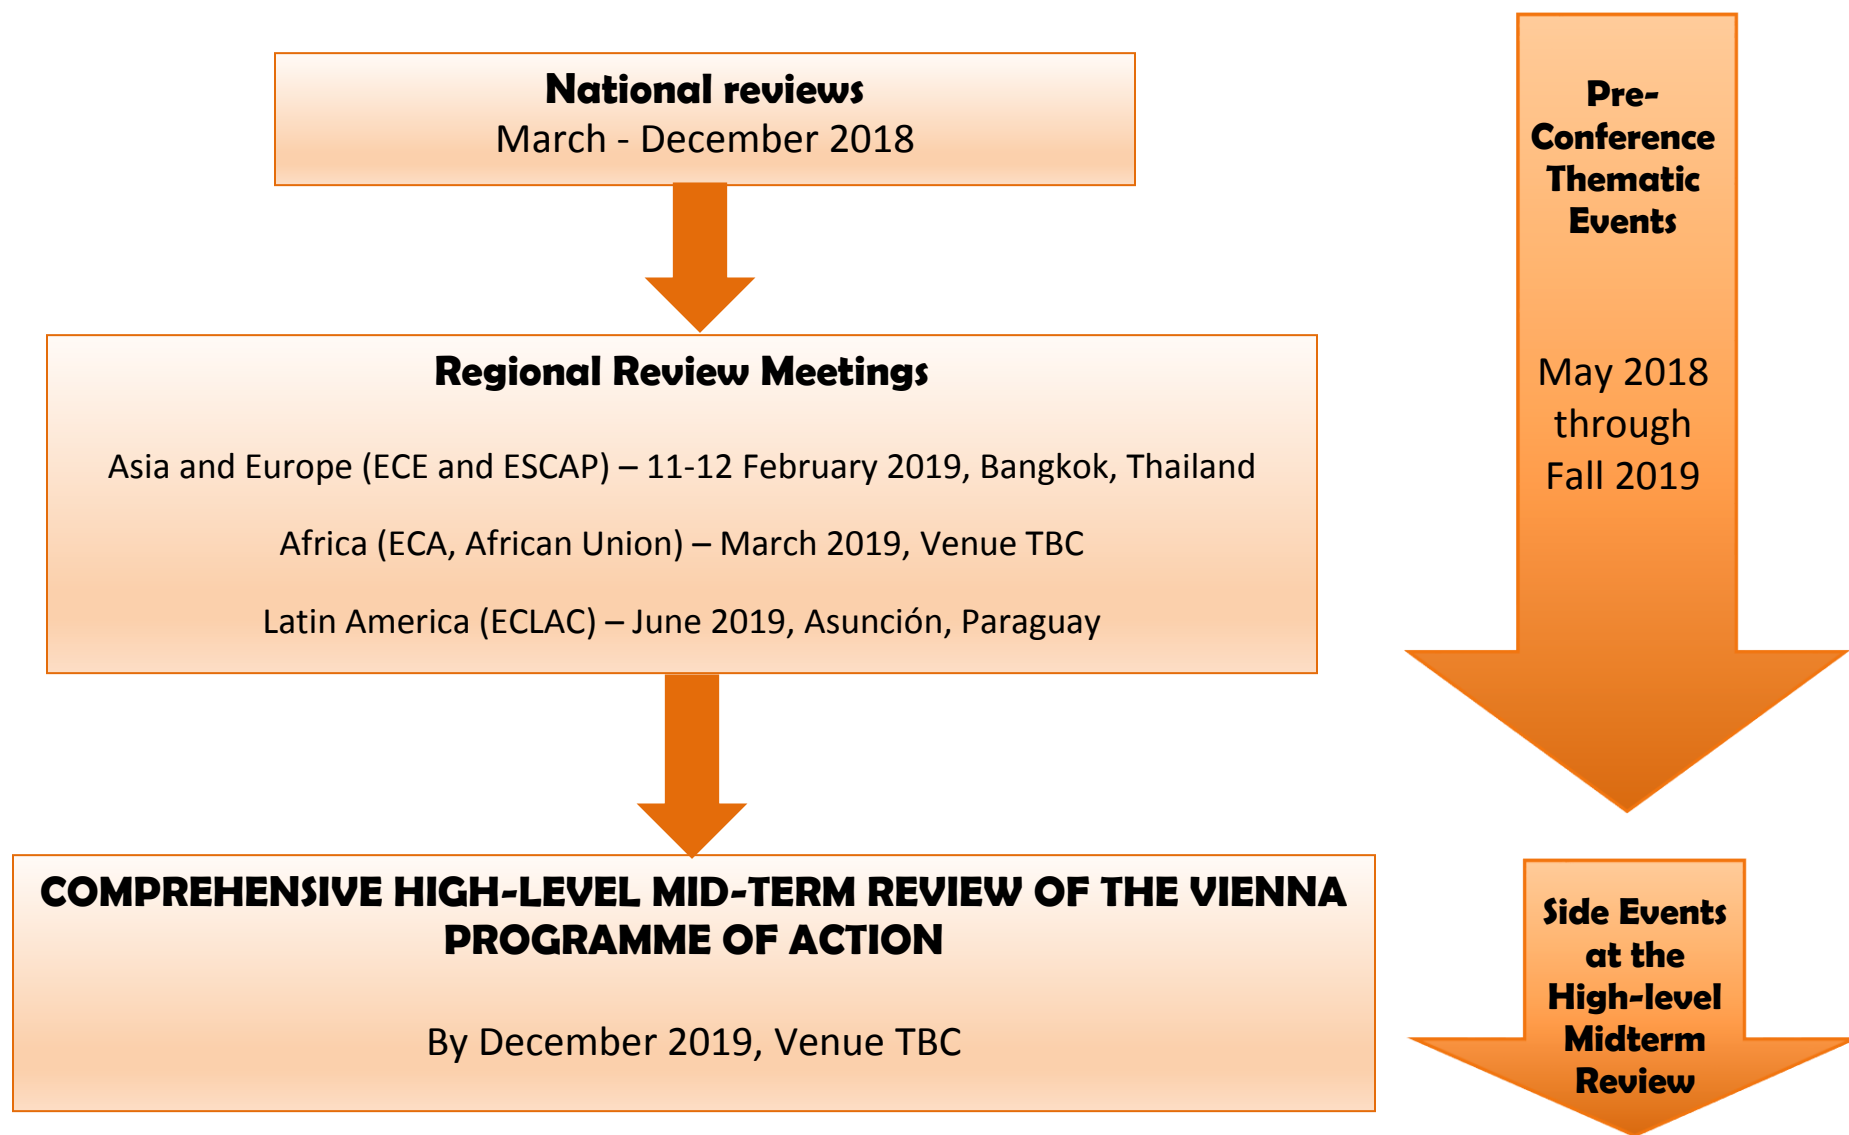 National reviews
March - December 2018
Regional Review Meetings
Asia and Europe (ECE and ESCAP) – 11-12 February 2019, Bangkok, Thailand
Africa (ECA, African Union) – March 2019, Venue TBC
Latin America (ECLAC) – June 2019, Asunción, Paraguay
COMPREHENSIVE HIGH-LEVEL MID-TERM REVIEW OF THE VIENNA
PROGRAMME OF ACTION
By December 2019, Venue TBC
Pre-
Conference
Thematic
Events
May 2018
through
Fall 2019
Side Events
at the
High-level
Midterm
Review